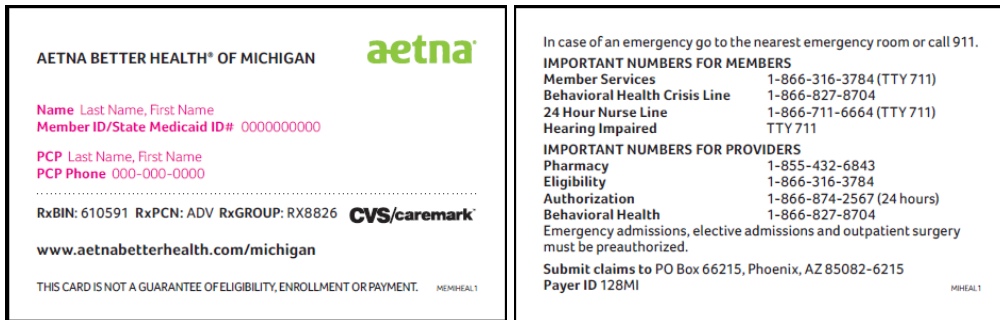 AETNA BETTER HEALTH® OF MICHIGAN
aetna®
Name Last Name, First Name
Member ID/State Medicaid ID# 0000000000
PCP Last Name, First Name
PCP Phone 000-000-0000
RxBIN: 610591 RxPCN: ADV RxGROUP: RX8826 CVS/caremark™
www.aetnabetterhealth.com/michigan
THIS CARD IS NOT A GUARANTEE OF ELIGIBILITY, ENROLLMENT OR PAYMENT. MEMIHEAL1
In case of an emergency go to the nearest emergency room or call 911.
IMPORTANT NUMBERS FOR MEMBERS
Member Services 1-866-316-3784 (TTY 711)
Behavioral Health Crisis Line 1-866-827-8704
24 Hour Nurse Line 1-866-711-6664 (TTY 711)
Hearing Impaired TTY 711
IMPORTANT NUMBERS FOR PROVIDERS
Pharmacy 1-855-432-6843
Eligibility 1-866-316-3784
Authorization 1-866-874-2567 (24 hours)
Behavioral Health 1-866-827-8704
Emergency admissions, elective admissions and outpatient surgery
must be preauthorized.
Submit claims to PO Box 66215, Phoenix, AZ 85082-6215
Payer ID 128MI MIHEAL1